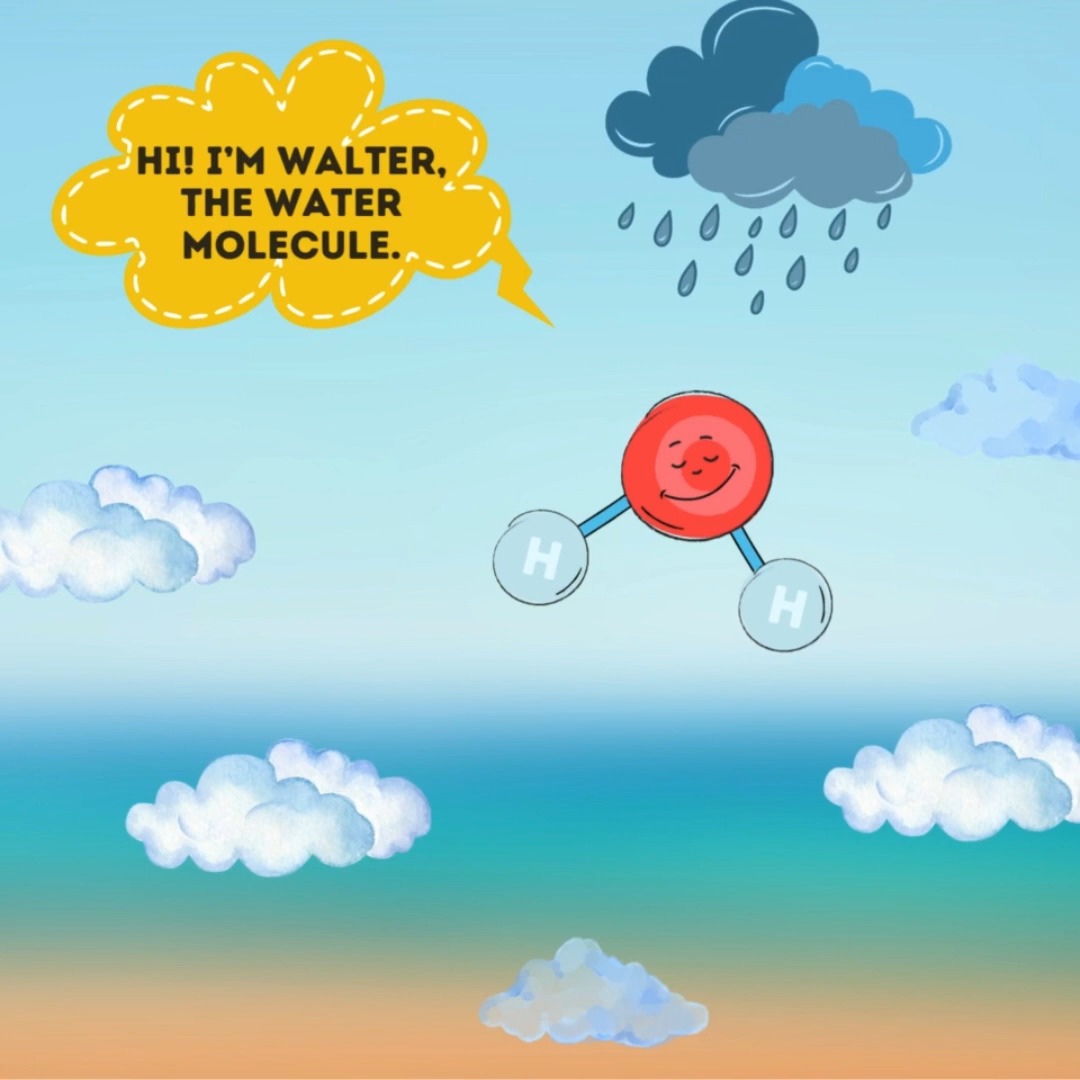 HI! I'M WALTER,
THE WATER
MOLECULE.
H
H